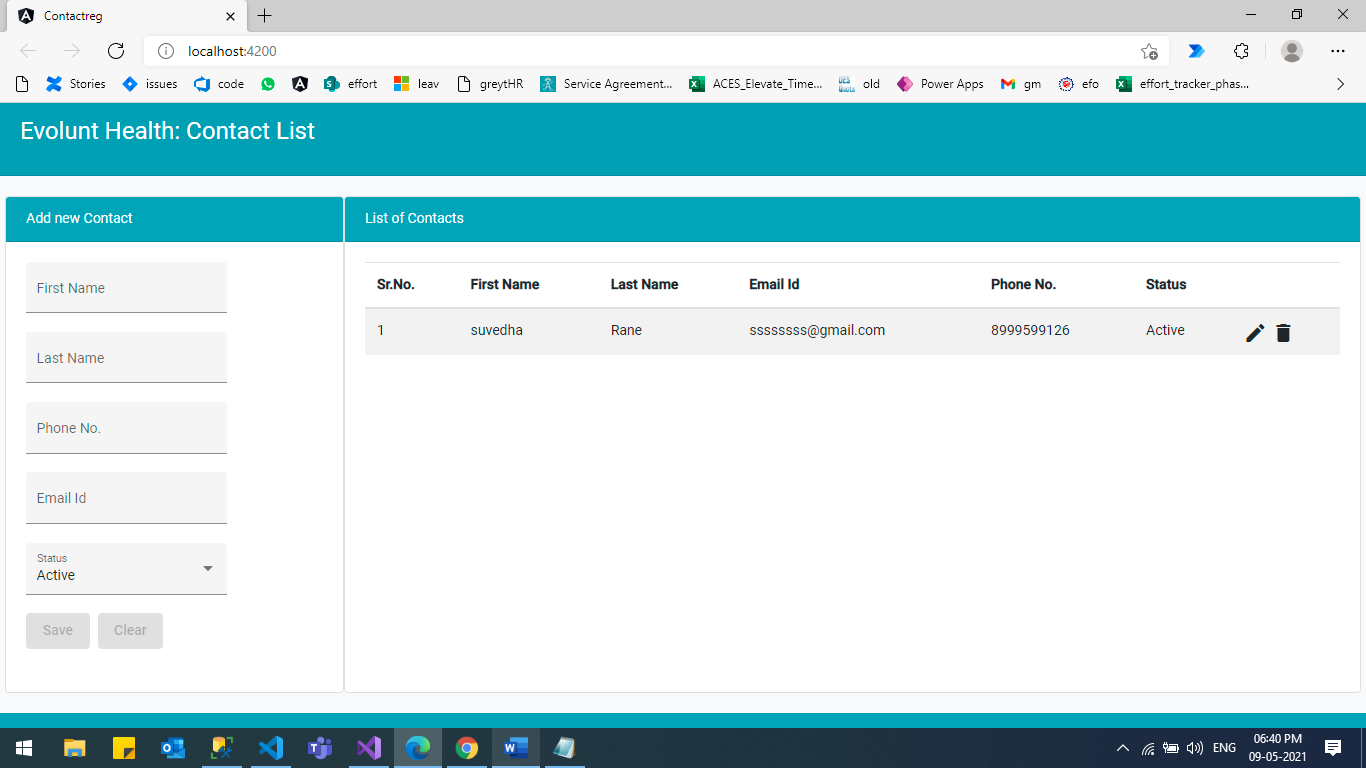 Contactreg
localhost:4200
Stories issues code effort leav greytHR Service Agreement... ACES_Elevate_Time... old Power Apps gm efo effort_tracker_phas...
Evolunt Health: Contact List
Add new Contact
First Name
Last Name
Phone No.
Email Id
Status
Active
Save Clear
List of Contacts
Sr.No. First Name Last Name Email Id Phone No. Status
1 suvedha Rane ssssssss@gmail.com 8999599126 Active
ENG
06:40 PM
09-05-2021